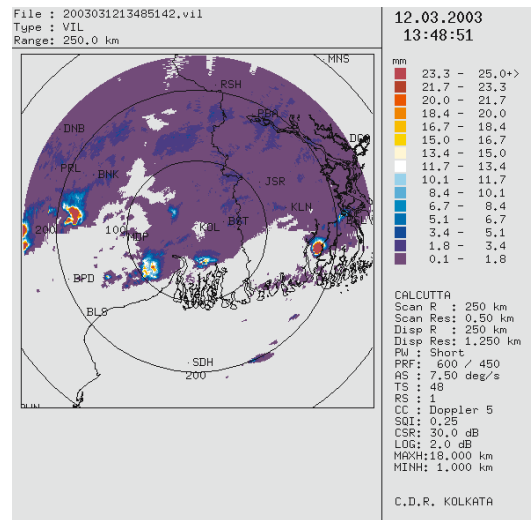 File : 2003031213485142.vil
Type : VIL
Range: 250.0 km
12.03.2003
13:48:51
MNS
RSH
PBA
DNB
PRL
BNK
JSR
KLN
200
100
MDP
KOL
BGT
BPD
BLS
SDH
200
mm
23.3 - 25.0+>
21.7 - 23.3
20.0 - 21.7
18.4 - 20.0
16.7 - 18.4
15.0 - 16.7
13.4 - 15.0
11.7 - 13.4
10.1 - 11.7
8.4 - 10.1
6.7 - 8.4
5.1 - 6.7
3.4 - 5.1
1.8 - 3.4
0.1 - 1.8
CALCUTTA
Scan R : 250 km
Scan Res: 0.50 km
Disp R : 250 km
Disp Res: 1.250 km
PW : Short
PRF: 600 / 450
AS : 7.50 deg/s
TS : 48
RS : 1
CC : Doppler 5
SQI: 0.25
CSR: 30.0 dB
LOG: 2.0 dB
MAXH:18.000 km
MINH: 1.000 km
C.D.R. KOLKATA